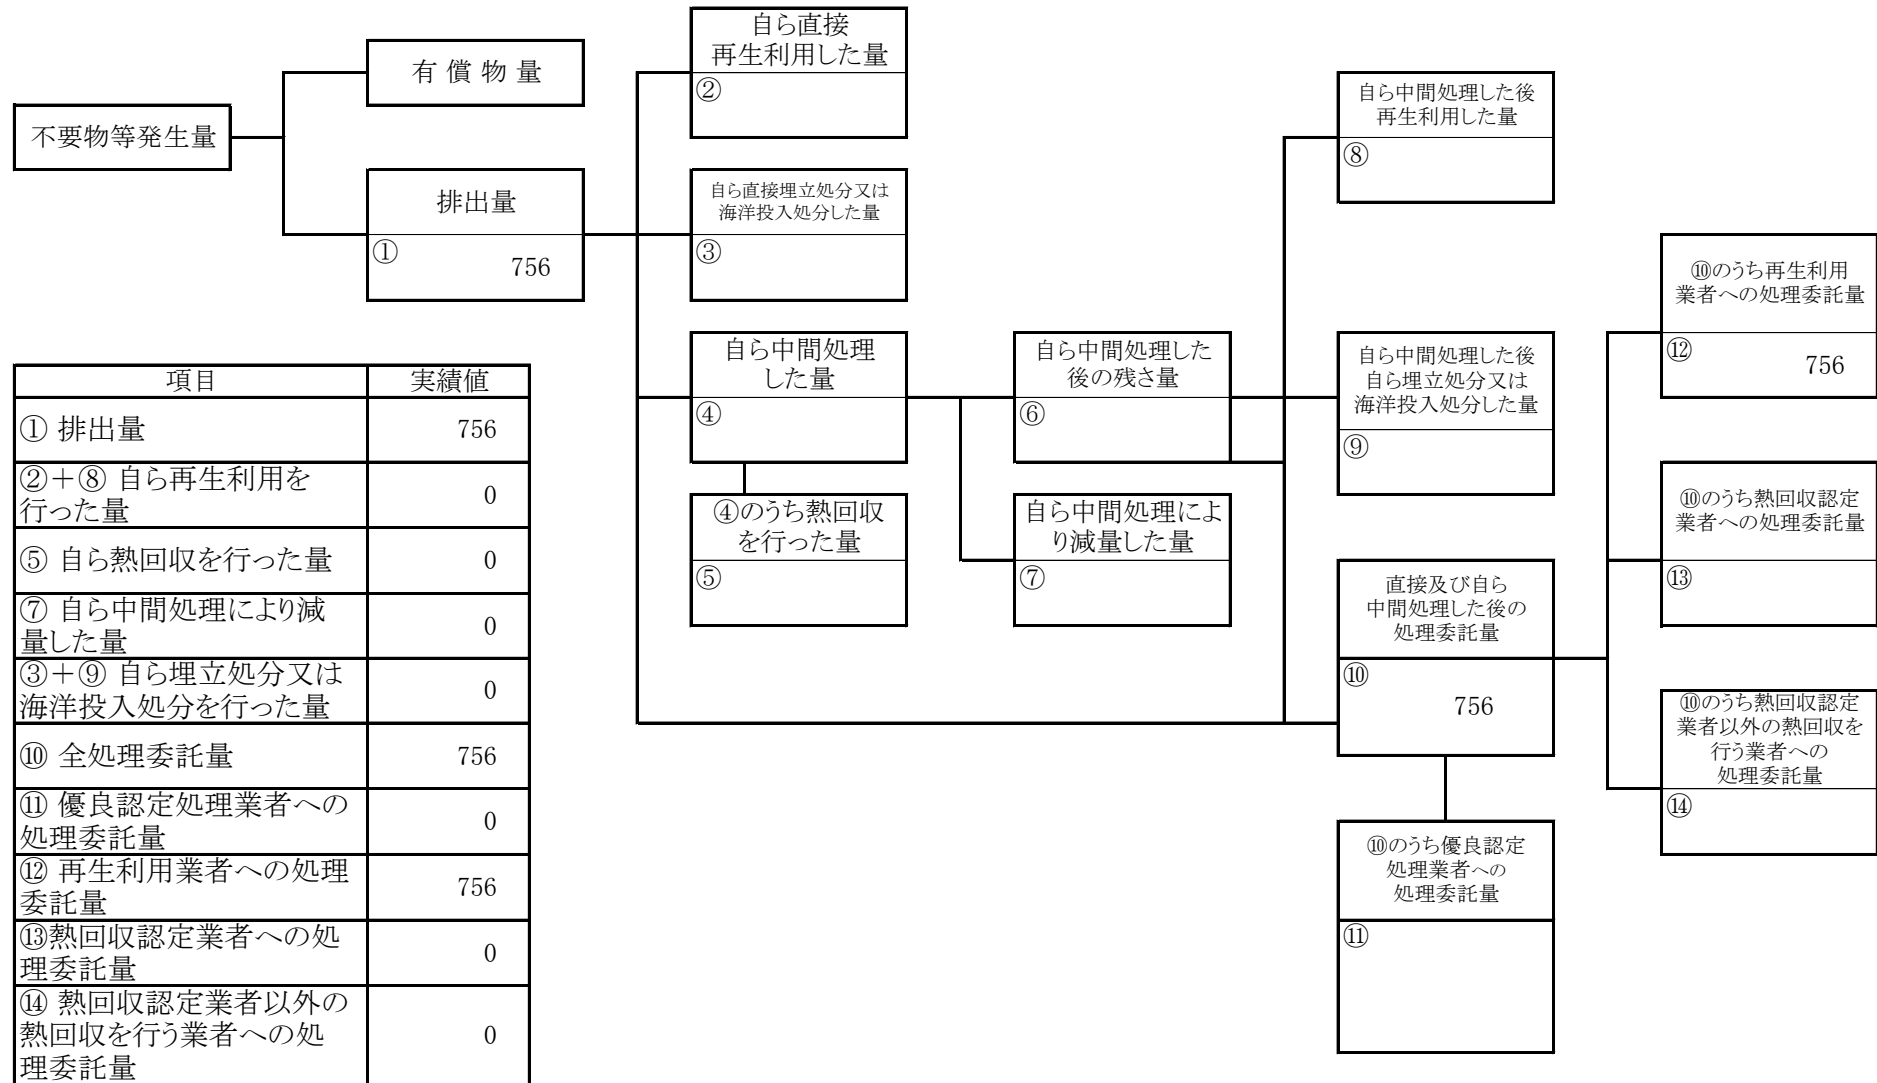 不要物等発生量
有償物量
排出量
①
756
自ら直接
再生利用した量
②
自ら直接埋立処分又は
海洋投入処分した量
③
自ら中間処理
した量
④
④のうち熱回収
を行った量
⑤
自ら中間処理した
後の残さ量
⑥
自ら中間処理によ
り減量した量
⑦
自ら中間処理した後
再生利用した量
⑧
自ら中間処理した後
自ら埋立処分又は
海洋投入処分した量
⑨
直接及び自ら
中間処理した後の
処理委託量
⑩
756
⑩のうち優良認定
処理業者への
処理委託量
⑪
⑩のうち再生利用
業者への処理委託量
⑫
756
⑩のうち熱回収認定
業者への処理委託量
⑬
⑩のうち熱回収認定
業者以外の熱回収を
行う業者への
処理委託量
⑭
項目 実績値
① 排出量 756
②+⑧ 自ら再生利用を
行った量 0
⑤ 自ら熱回収を行った量 0
⑦ 自ら中間処理により減
量した量 0
③+⑨ 自ら埋立処分又は
海洋投入処分を行った量 0
⑩ 全処理委託量 756
⑪ 優良認定処理業者への
処理委託量 0
⑫ 再生利用業者への処理
委託量 756
⑬熱回収認定業者への処
理委託量 0
⑭ 熱回収認定業者以外の
熱回収を行う業者への処
理委託量 0